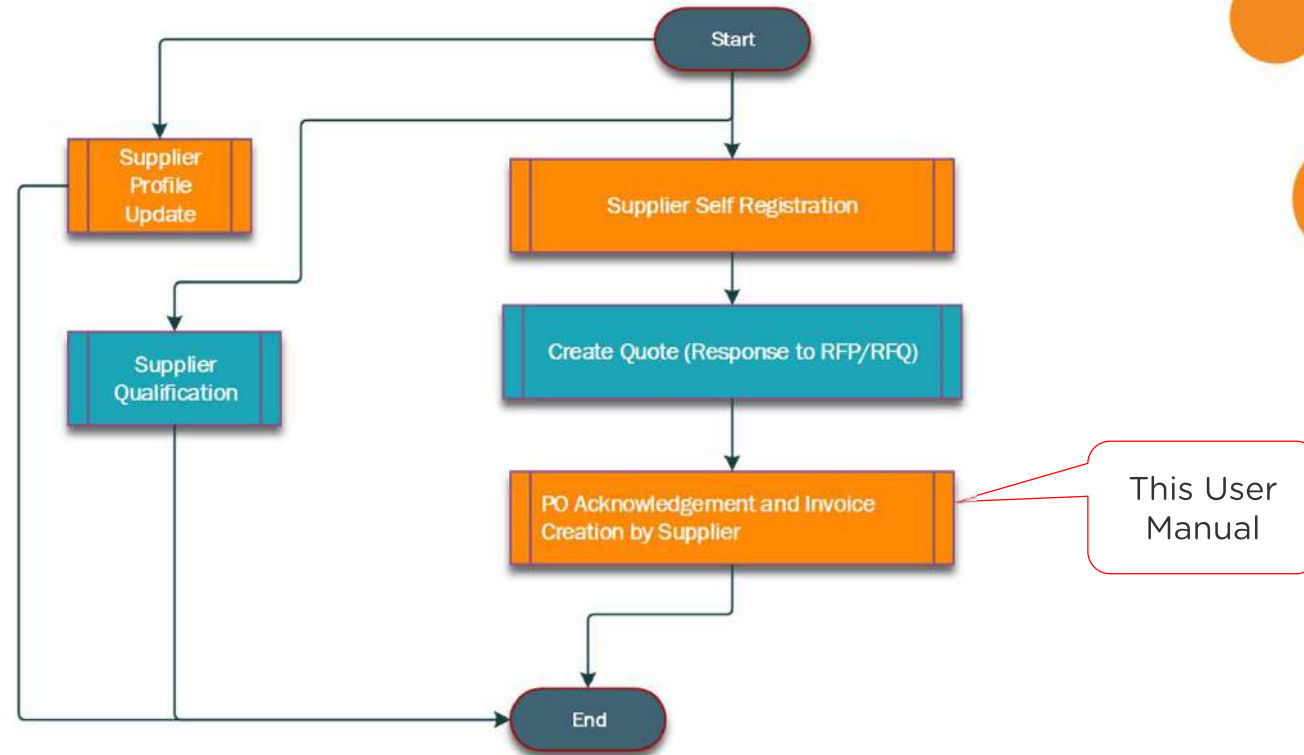 Start
Supplier
Profile
Update
Supplier Self Registration
Create Quote (Response to RFP/RFQ)
Supplier
Qualification
PO Acknowledgement and Invoice
Creation by Supplier
This User
Manual
End